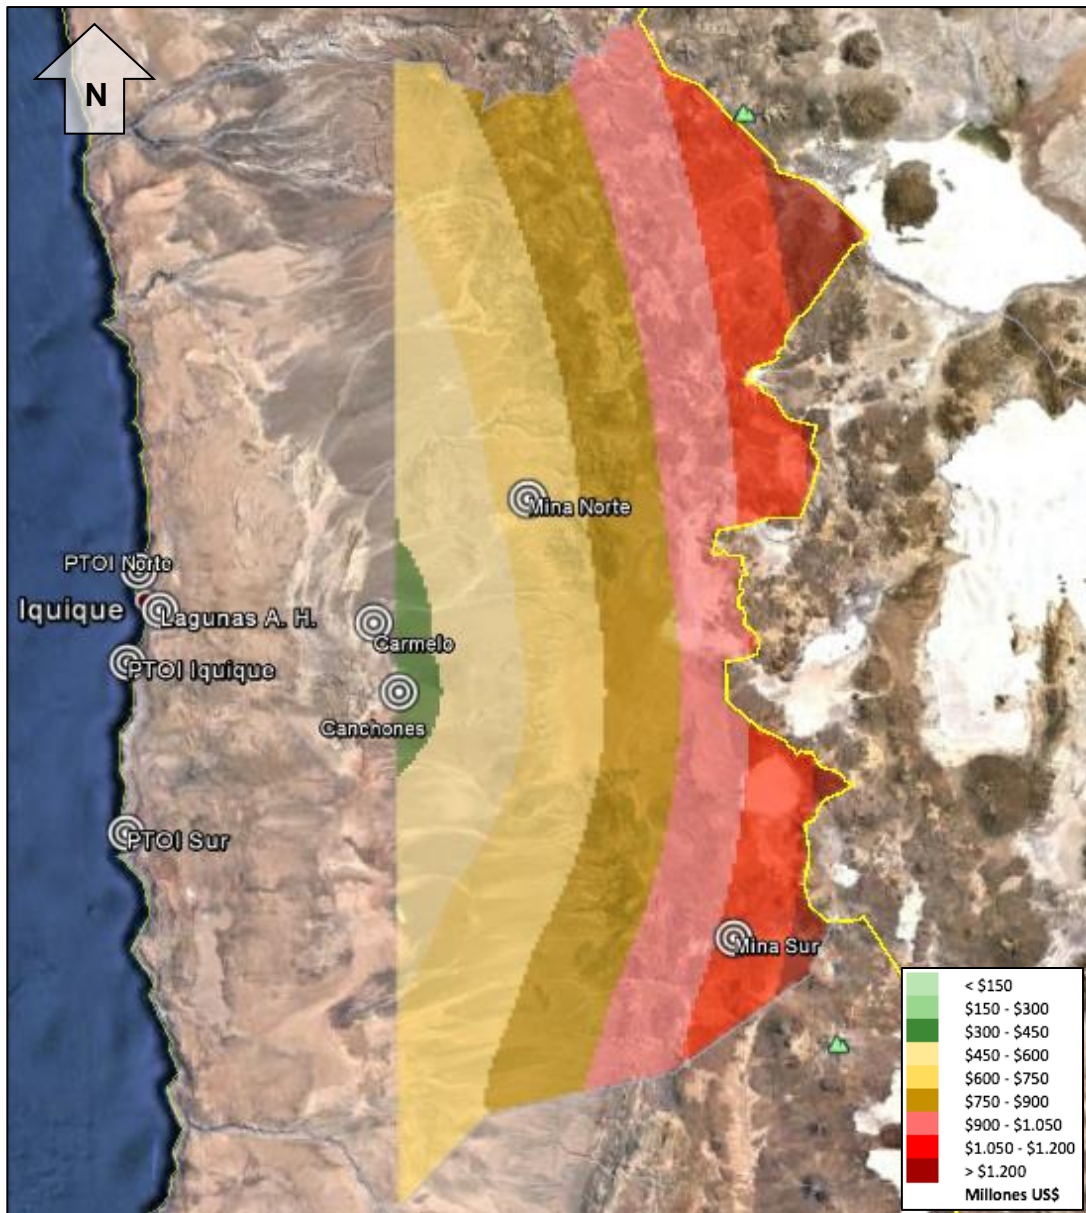 N
Mina Norte
PTOI Norte
Iquique
Lagunas A. H.
Carmelo
PTOI Iquique
Canchones
PTOI Sur
Mina Sur
< $150
$150 - $300
$300 - $450
$450 - $600
$600 - $750
$750 - $900
$900 - $1.050
$1.050 - $1.200
> $1.200
Millones US$